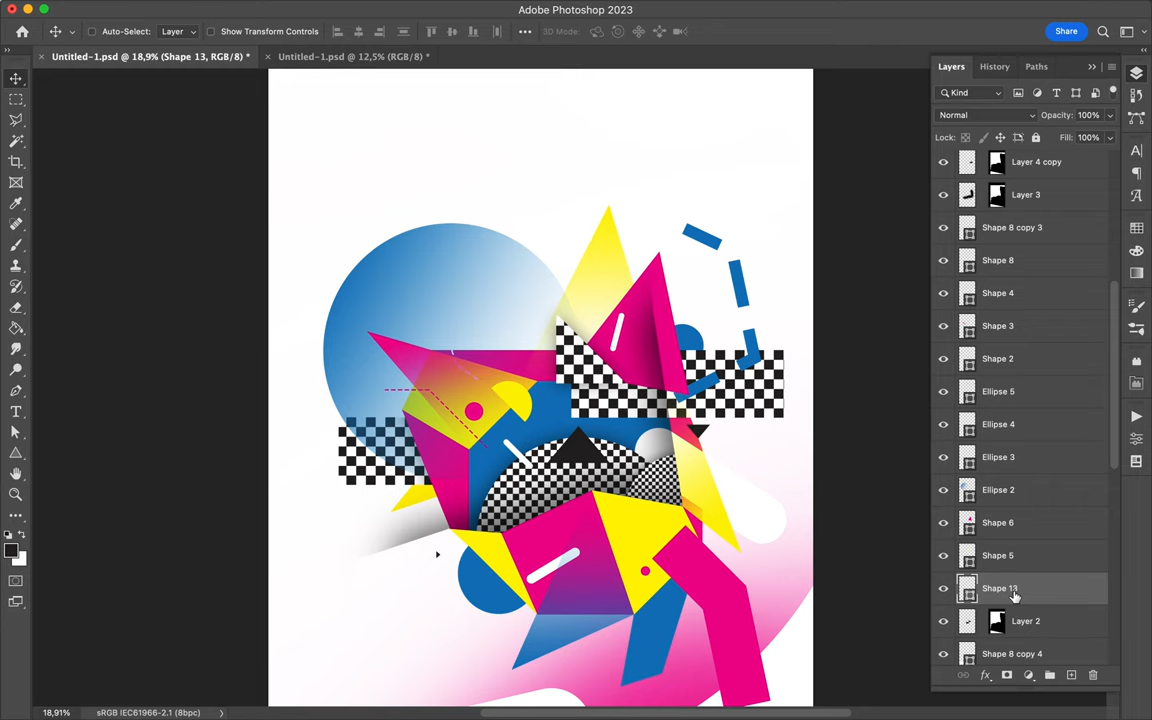 Adobe Photoshop 2023
Auto-Select: Layer Show Transform Controls 3D Mode: Share
Untitled-1.psd @ 18,9% (Shape 13, RGB/8) * Untitled-1.psd @ 12,5% (RGB/8) *
Layers History Paths
Kind
Normal Opacity: 100%
Lock: Fill: 100%
Layer 4 copy
Layer 3
Shape 8 copy 3
Shape 8
Shape 4
Shape 3
Shape 2
Ellipse 5
Ellipse 4
Ellipse 3
Ellipse 2
Shape 6
Shape 5
Shape 13
Layer 2
Shape 8 copy 4
fx
18,91% sRGB IEC61966-2.1 (8bpc)